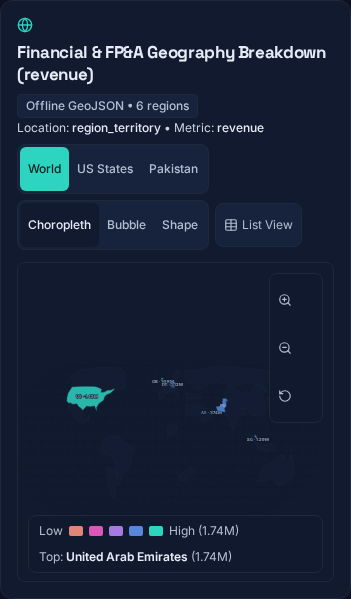 Financial & FP&A Geography Breakdown
(revenue)
Offline GeoJSON • 6 regions
Location: region_territory • Metric: revenue
World US States Pakistan
Choropleth Bubble Shape List View
Low High (1.74M)
Top: United Arab Emirates (1.74M)